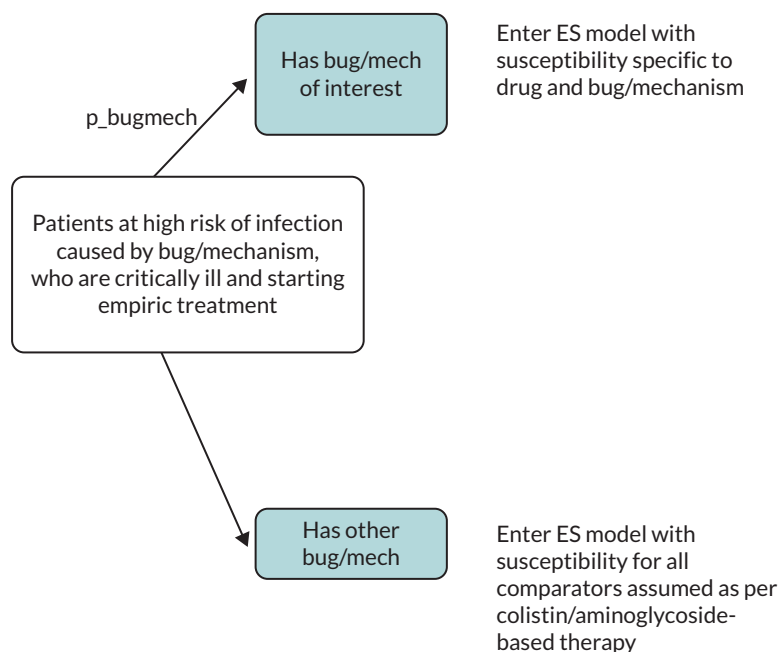 Has bug/mech
of interest
Enter ES model with
susceptibility specific to
drug and bug/mechanism
p_bugmech
Patients at high risk of infection
caused by bug/mechanism,
who are critically ill and starting
empiric treatment
Has other
bug/mech
Enter ES model with
susceptibility for all
comparators assumed as per
colistin/aminoglycoside-
based therapy